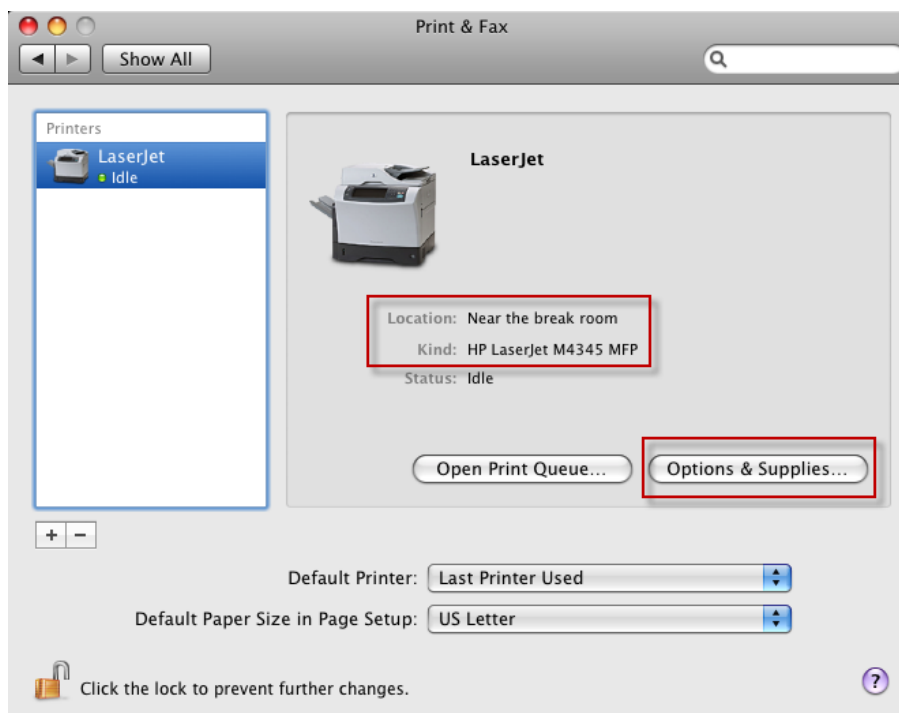 Print & Fax
Show All
Printers
LaserJet
Idle
LaserJet
Location: Near the break room
Kind: HP LaserJet M4345 MFP
Status: Idle
Open Print Queue... Options & Supplies...
+ −
Default Printer: Last Printer Used
Default Paper Size in Page Setup: US Letter
Click the lock to prevent further changes. ?